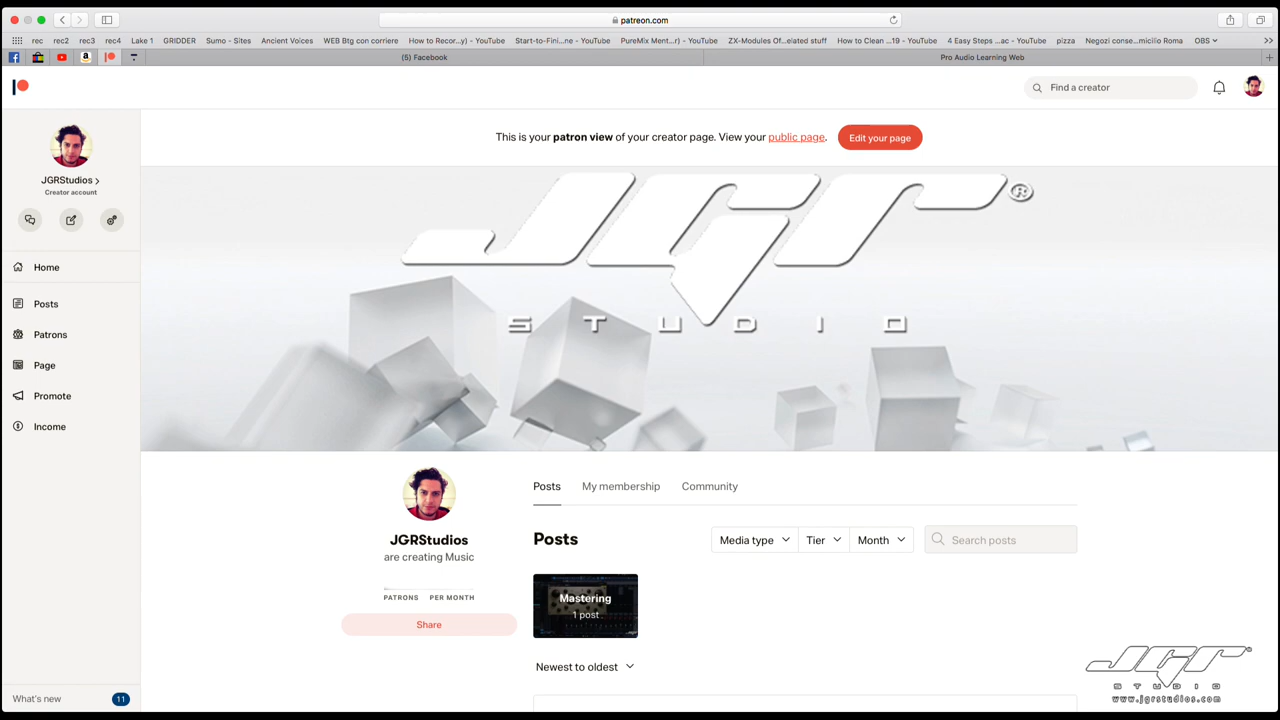 patreon.com
rec rec2 rec3 rec4 Lake 1 GRIDDER Sumo - Sites Ancient Voices WEB Btg con corriere How to Recor...y) - YouTube Start-to-Fini...ne - YouTube PureMix Ment...r) - YouTube ZX-Modules Of...elated stuff How to Clean ...19 - YouTube 4 Easy Steps ...ac - YouTube pizza Negozi conse...micilio Roma OBS
(5) Facebook Pro Audio Learning Web
Find a creator
This is your patron view of your creator page. View your public page. Edit your page
JGRStudios
Creator account
Home
Posts
Patrons
Page
Promote
Income
What's new 11
JGR ®
STUDIO
Posts My membership Community
JGRStudios
are creating Music
PATRONS PER MONTH
Share
Posts Media type Tier Month Search posts
Mastering
1 post
Newest to oldest
JGR ®
STUDIO
www.jgrstudios.com